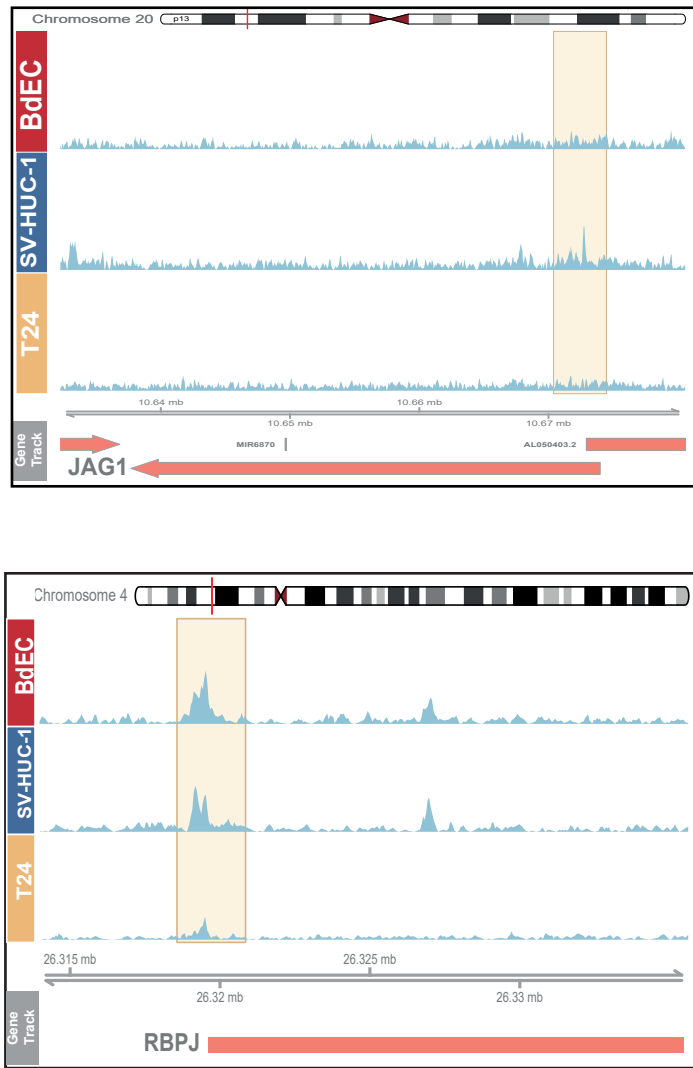 Chromosome 20
p13
BdEC
SV-HUC-1
T24
10.64 mb
10.66 mb
10.65 mb
10.67 mb
Gene
Track
MIR6870
AL050403.2
JAG1
Chromosome 4
BdEC
SV-HUC-1
T24
26.315 mb
26.325 mb
26.32 mb
26.33 mb
Gene
Track
RBPJ